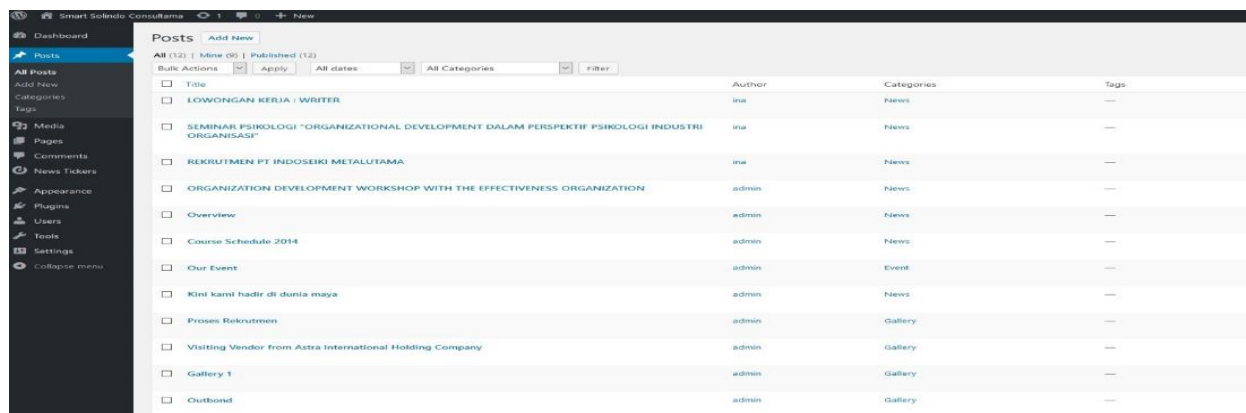 Smart Solindo Consultama 1 0 + New
Dashboard
Posts
All Posts
Add New
Categories
Tags
Media
Pages
Comments
News Tickers
Appearance
Plugins
Users
Tools
Settings
Collapse menu
Posts Add New
All (12) | Mine (9) | Published (12)
Bulk Actions Apply All dates All Categories Filter
Title Author Categories Tags
LOWONGAN KERJA : WRITER ina News —
SEMINAR PSIKOLOGI "ORGANIZATIONAL DEVELOPMENT DALAM PERSPEKTIF PSIKOLOGI INDUSTRI ina News —
ORGANISASI"
REKRUTMEN PT INDOSEIKI METALUTAMA ina News —
ORGANIZATION DEVELOPMENT WORKSHOP WITH THE EFFECTIVENESS ORGANIZATION admin News —
Overview admin News —
Course Schedule 2014 admin News —
Our Event admin Event —
Kini kami hadir di dunia maya admin News —
Proses Rekrutmen admin Gallery —
Visiting Vendor from Astra International Holding Company admin Gallery —
Gallery 1 admin Gallery —
Outbond admin Gallery —